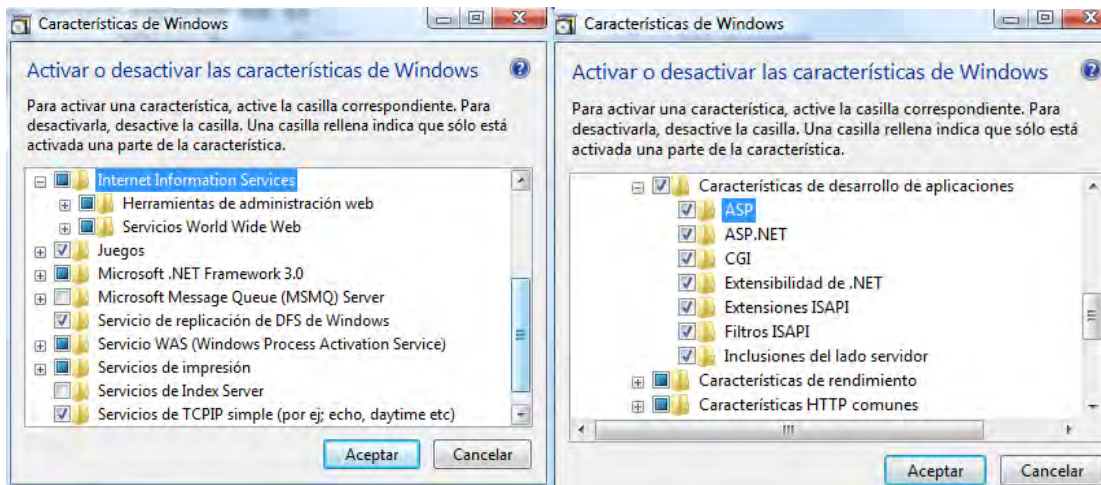 Características de Windows
Activar o desactivar las características de Windows
Para activar una característica, active la casilla correspondiente. Para
desactivarla, desactive la casilla. Una casilla rellena indica que sólo está
activada una parte de la característica.
Internet Information Services
Herramientas de administración web
Servicios World Wide Web
Juegos
Microsoft .NET Framework 3.0
Microsoft Message Queue (MSMQ) Server
Servicio de replicación de DFS de Windows
Servicio WAS (Windows Process Activation Service)
Servicios de impresión
Servicios de Index Server
Servicios de TCPIP simple (por ej; echo, daytime etc)
Aceptar Cancelar
Características de Windows
Activar o desactivar las características de Windows
Para activar una característica, active la casilla correspondiente. Para
desactivarla, desactive la casilla. Una casilla rellena indica que sólo está
activada una parte de la característica.
Características de desarrollo de aplicaciones
ASP
ASP.NET
CGI
Extensibilidad de .NET
Extensiones ISAPI
Filtros ISAPI
Inclusiones del lado servidor
Características de rendimiento
Características HTTP comunes
Aceptar Cancelar